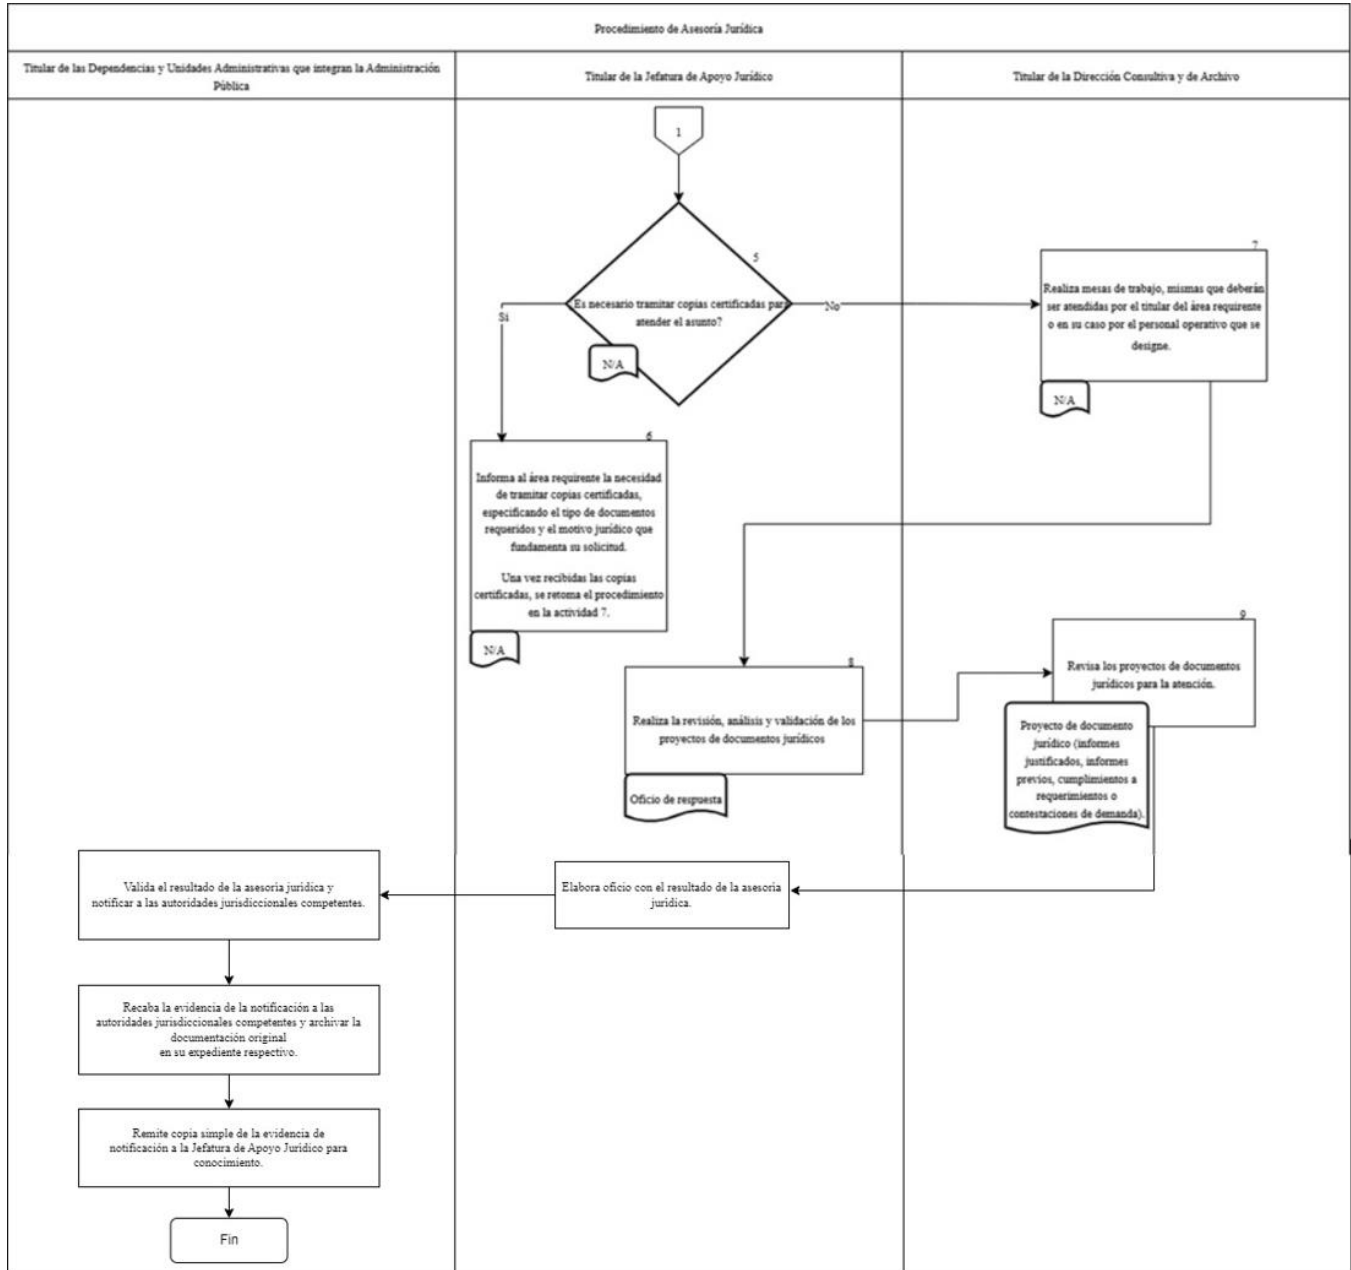 Procedimiento de Asesoría Jurídica
Titular de las Dependencias y Unidades Administrativas que integran la Administración
Pública
Titular de la Jefatura de Apoyo Jurídico
Titular de la Dirección Consultiva y de Archivo
1
5
Es necesario tramitar copias certificadas para
atender el asunto?
N/A
Si
No
7
Realiza mesas de trabajo, mismas que deberán
ser atendidas por el titular del área requirente
o en su caso por el personal operativo que se
designe.
N/A
6
Informa al área requirente la necesidad
de tramitar copias certificadas,
especificando el tipo de documentos
requeridos y el motivo jurídico que
fundamenta su solicitud.
Una vez recibidas las copias
certificadas, se retoma el procedimiento
en la actividad 7.
N/A
8
Realiza la revisión, análisis y validación de los
proyectos de documentos jurídicos
Oficio de respuesta
9
Revisa los proyectos de documentos
jurídicos para la atención.
Proyecto de documento
jurídico (informes
justificados, informes
previos, cumplimientos a
requerimientos o
contestaciones de demanda).
Elabora oficio con el resultado de la asesoria
jurídica.
Valida el resultado de la asesoria jurídica y
notificar a las autoridades jurisdiccionales competentes.
Recaba la evidencia de la notificación a las
autoridades jurisdiccionales competentes y archivar la
documentación original
en su expediente respectivo.
Remite copia simple de la evidencia de
notificación a la Jefatura de Apoyo Jurídico para
conocimiento.
Fin